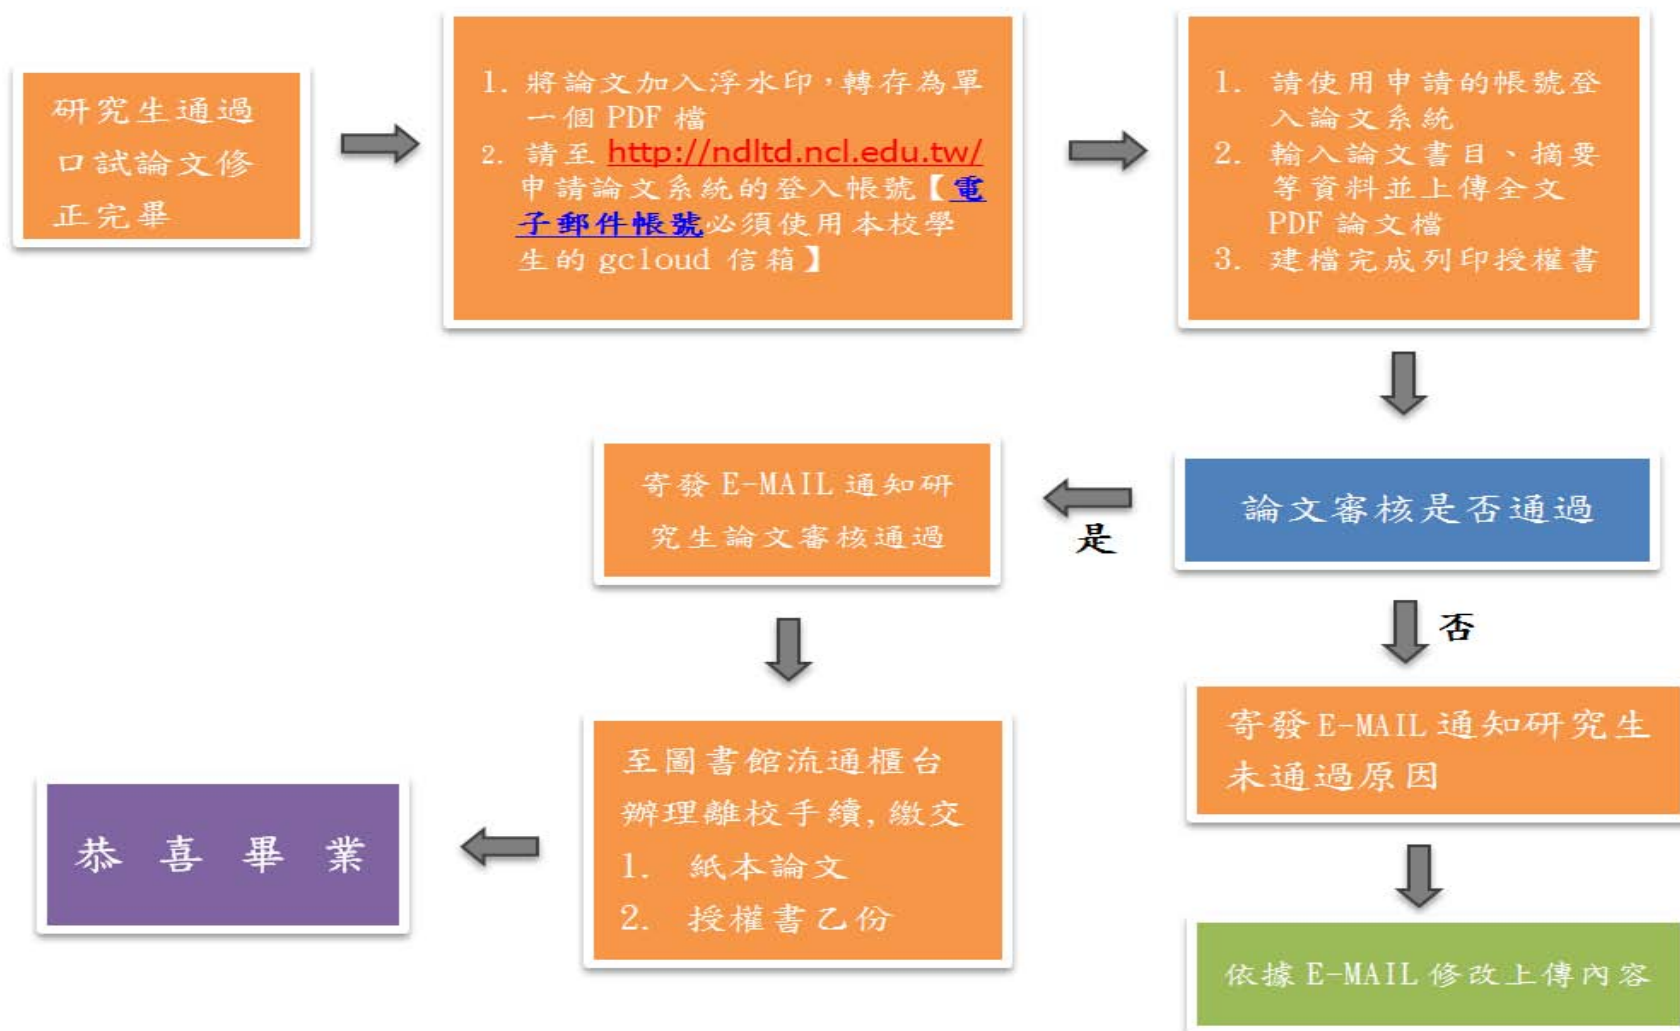 研究生通過
口試論文修
正完畢
1. 將論文加入浮水印，轉存為單
一個 PDF 檔
2. 請至 http://ndltd.ncl.edu.tw/
申請論文系統的登入帳號【電
子郵件帳號必須使用本校學
生的 gcloud 信箱】
1. 請使用申請的帳號登
入論文系統
2. 輸入論文書目、摘要
等資料並上傳全文
PDF 論文檔
3. 建檔完成列印授權書
論文審核是否通過
是
寄發 E-MAIL 通知研
究生論文審核通過
否
寄發 E-MAIL 通知研究生
未通過原因
依據 E-MAIL 修改上傳內容
至圖書館流通櫃台
辦理離校手續,繳交
1. 紙本論文
2. 授權書乙份
恭 喜 畢 業